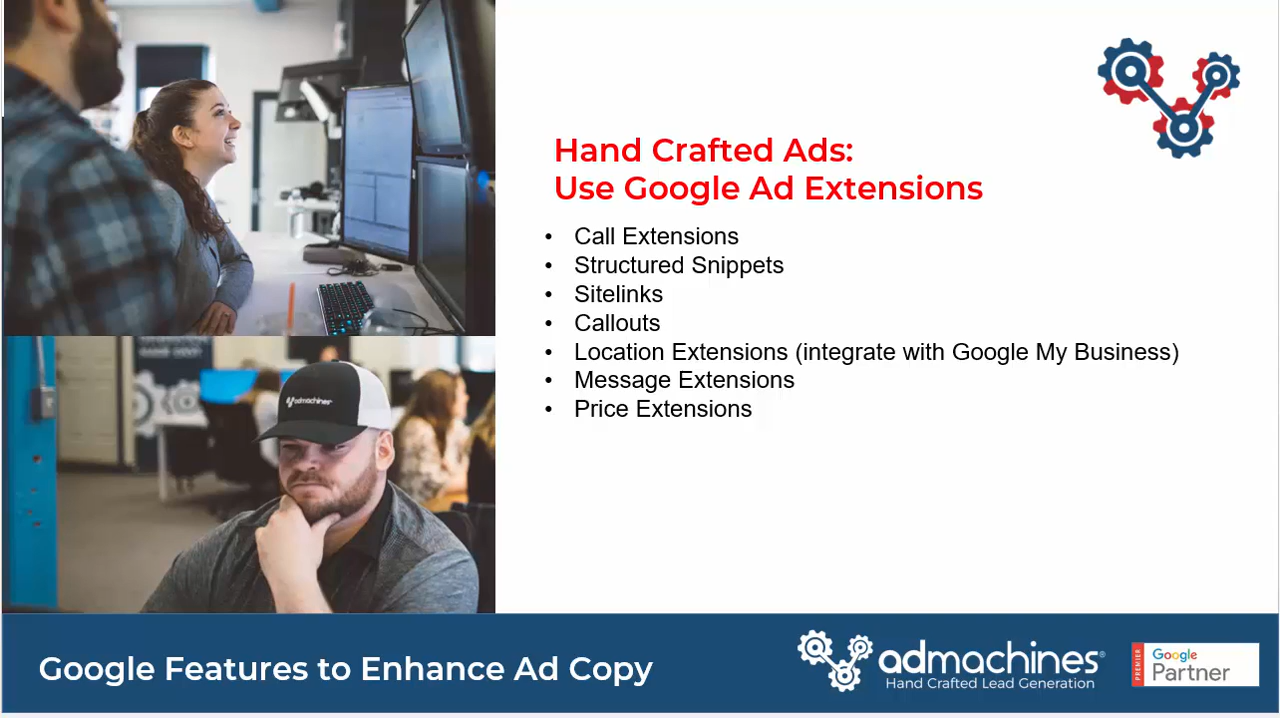 Hand Crafted Ads:
Use Google Ad Extensions
• Call Extensions
• Structured Snippets
• Sitelinks
• Callouts
• Location Extensions (integrate with Google My Business)
• Message Extensions
• Price Extensions
admachines
Google Features to Enhance Ad Copy
admachines®
Hand Crafted Lead Generation
PREMIER
Google
Partner